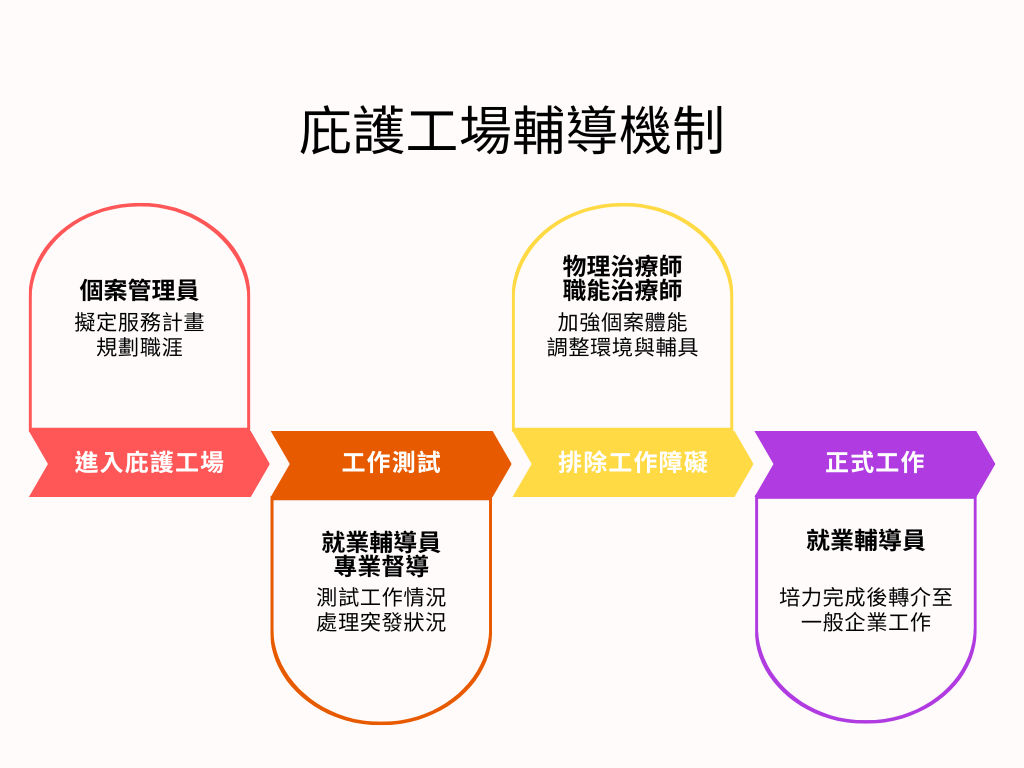 庇護工場輔導機制
個案管理員
擬定服務計畫
規劃職涯
進入庇護工場
工作測試
就業輔導員
專業督導
測試工作情況
處理突發狀況
物理治療師
職能治療師
加強個案體能
調整環境與輔具
排除工作障礙
正式工作
就業輔導員
培力完成後轉介至
一般企業工作